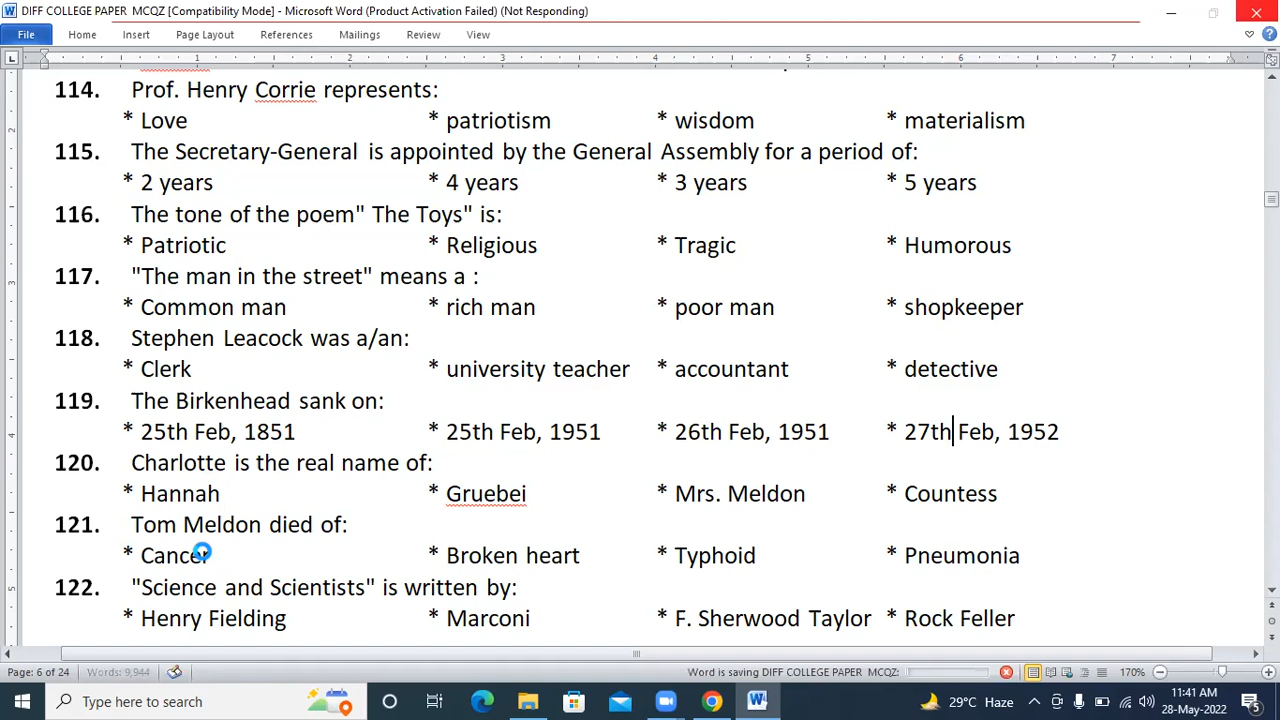 DIFF COLLEGE PAPER MCQZ [Compatibility Mode] - Microsoft Word (Product Activation Failed) (Not Responding)
File Home Insert Page Layout References Mailings Review View
1 2 3 4 5 6 7
114. Prof. Henry Corrie represents:
* Love * patriotism * wisdom * materialism
115. The Secretary-General is appointed by the General Assembly for a period of:
* 2 years * 4 years * 3 years * 5 years
116. The tone of the poem" The Toys" is:
* Patriotic * Religious * Tragic * Humorous
117. "The man in the street" means a :
* Common man * rich man * poor man * shopkeeper
118. Stephen Leacock was a/an:
* Clerk * university teacher * accountant * detective
119. The Birkenhead sank on:
* 25th Feb, 1851 * 25th Feb, 1951 * 26th Feb, 1951 * 27th Feb, 1952
120. Charlotte is the real name of:
* Hannah * Gruebei * Mrs. Meldon * Countess
121. Tom Meldon died of:
* Cancer * Broken heart * Typhoid * Pneumonia
122. "Science and Scientists" is written by:
* Henry Fielding * Marconi * F. Sherwood Taylor * Rock Feller
Page: 6 of 24 Words: 9,944 Word is saving DIFF COLLEGE PAPER MCQZ: 170%
Type here to search 29°C Haze 11:41 AM
28-May-2022 5